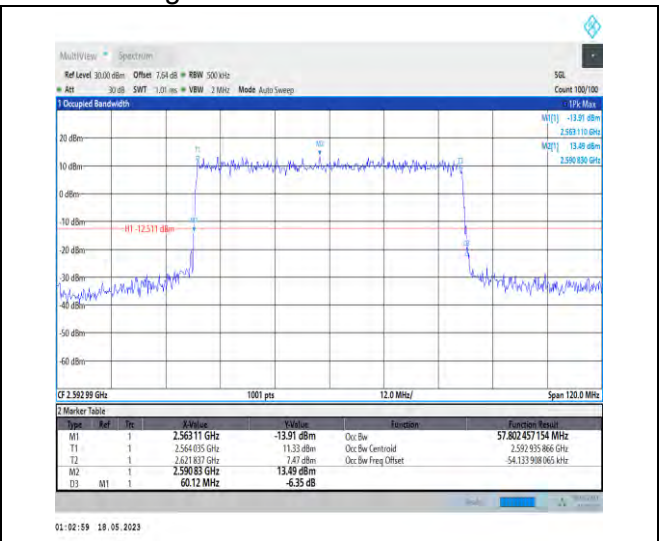 MultiView Spectrum
Ref Level 30.00 dBm Offset 7.64 dB RBW 500 kHz SGL
Att 30 dB SWT 1.01 ms VBW 2 MHz Mode Auto Sweep Count 100/100
1 Occupied Bandwidth 1Pk Max
M1[1] -13.91 dBm
2.563110 GHz
20 dBm
M2[1] 13.49 dBm
T1 M2
2.590 830 GHz
10 dBm
0 dBm
-10 dBm
H1 -12.511 dBm
-20 dBm
-30 dBm
-40 dBm
-50 dBm
-60 dBm
CF 2.592 99 GHz 1001 pts 12.0 MHz/ Span 120.0 MHz
2 Marker Table
Type Ref Trc X-Value Y-Value Function Function Result
M1 1 2.563 11 GHz -13.91 dBm Occ Bw 57.802 457 154 MHz
T1 1 2.564 035 GHz 11.33 dBm Occ Bw Centroid 2.592 935 866 GHz
T2 1 2.621 837 GHz 7.47 dBm Occ Bw Freq Offset -54.133 908 065 kHz
M2 1 2.590 83 GHz 13.49 dBm
D3 M1 1 60.12 MHz -6.35 dB
01:02:59 18.05.2023